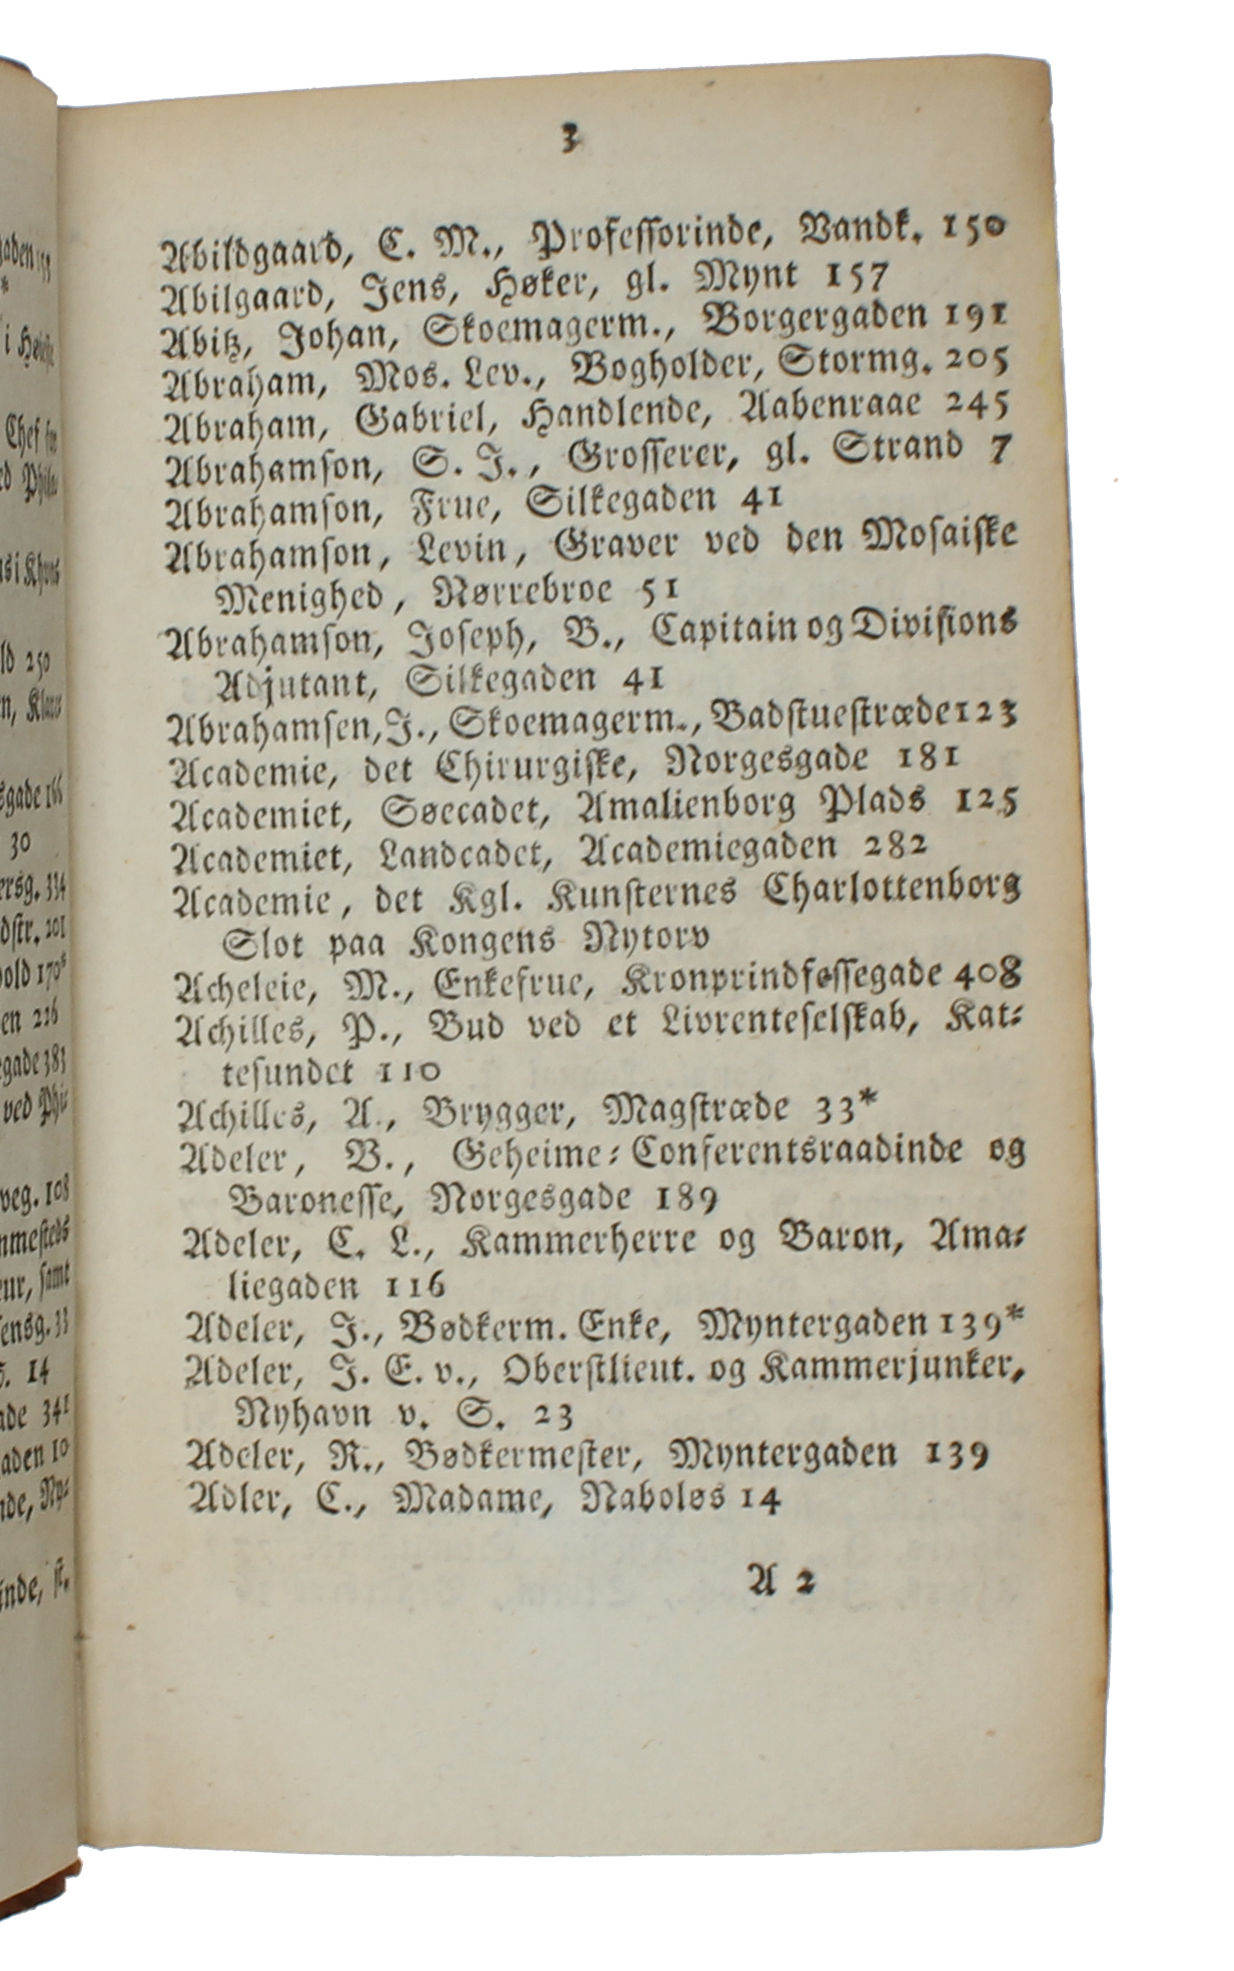 3
Abildgaard, C. M., Professorinde, Vandk. 150
Abilgaard, Jens, Høker, gl. Mynt 157
Abitz, Johan, Skoemagerm., Borgergaden 191
Abraham, Mos. Lev., Bogholder, Stormg. 205
Abraham, Gabriel, Handlende, Aabenraae 245
Abrahamson, S. J., Grosserer, gl. Strand 7
Abrahamson, Frue, Silkegaden 41
Abrahamson, Levin, Graver ved den Mosaiske
Menighed, Nørrebroe 51
Abrahamson, Joseph, B., Capitain og Divisions
Adjutant, Silkegaden 41
Abrahamsen, J., Skoemagerm., Badstuestræde 123
Academie, det Chirurgiske, Norgesgade 181
Academiet, Søecadet, Amalienborg Plads 125
Academiet, Landcadet, Academiegaden 282
Academie, det Kgl. Kunsternes Charlottenborg
Slot paa Kongens Nytorv
Acheleie, M., Enkefrue, Kronprindsessegade 408
Achilles, P., Bud ved et Livrenteselskab, Kat⸗
tesundet 110
Achilles, A., Brygger, Magstræde 33*
Adeler, B., Geheime⸗Conferentsraadinde og
Baronesse, Norgesgade 189
Adeler, C. L., Kammerherre og Baron, Ama⸗
liegaden 116
Adeler, J., Bødkerm. Enke, Myntergaden 139*
Adeler, J. E. v., Oberstlieut. og Kammerjunker,
Nyhavn v. S. 23
Adeler, R., Bødkermester, Myntergaden 139
Adler, C., Madame, Naboløs 14
A 2